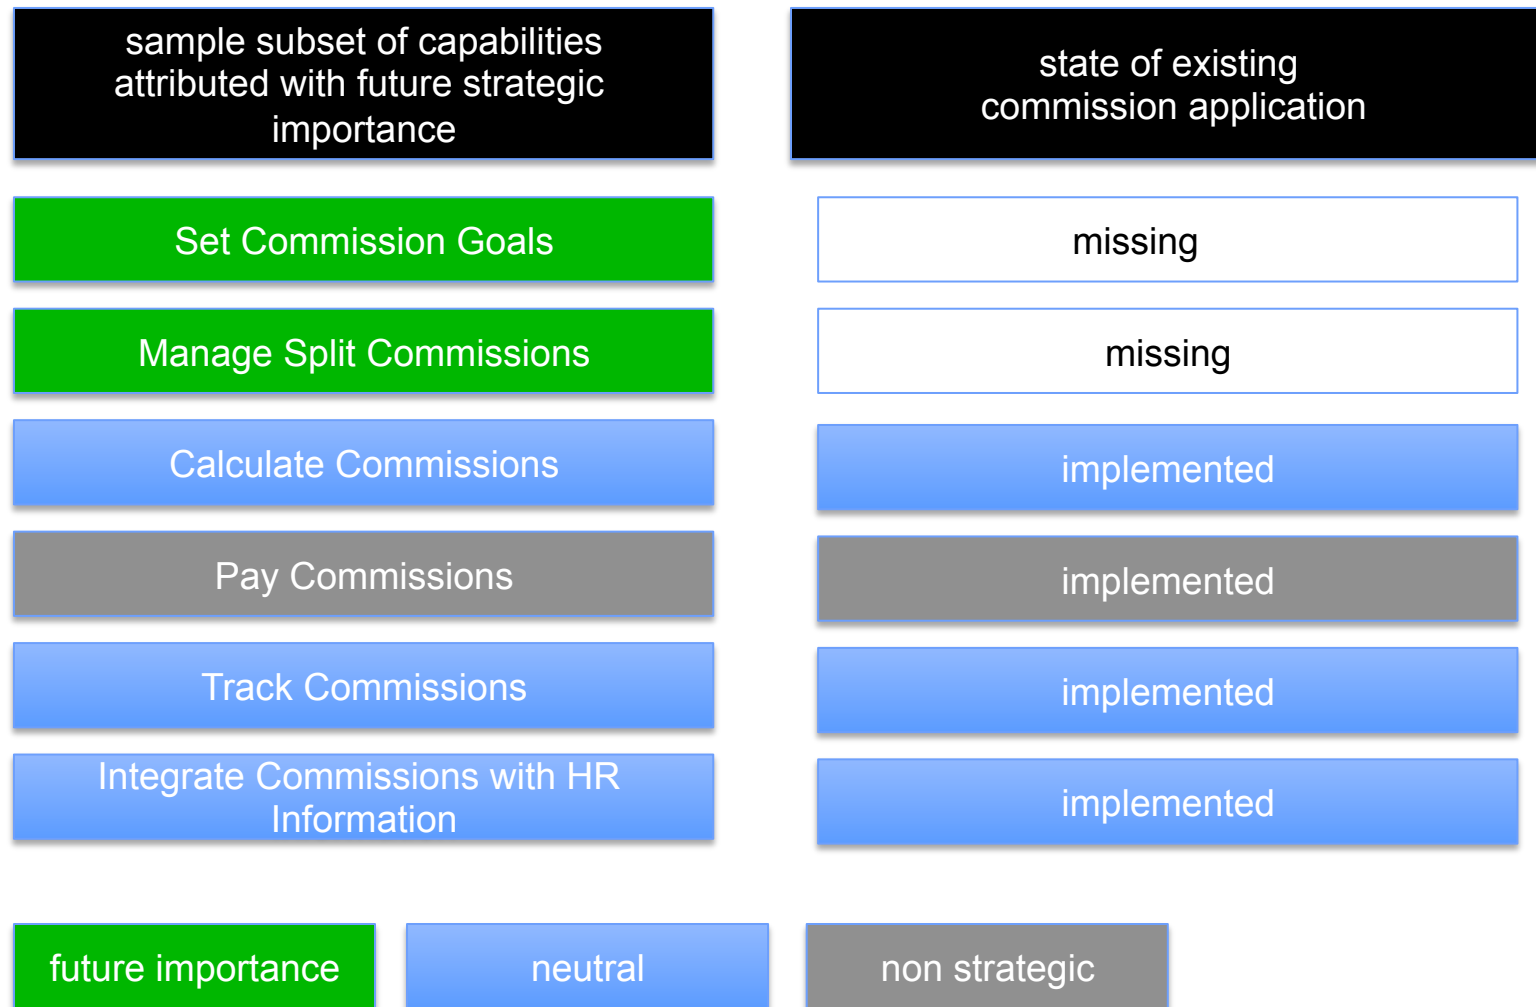 sample subset of capabilities
attributed with future strategic
importance
state of existing
commission application
Set Commission Goals
missing
Manage Split Commissions
missing
Calculate Commissions
implemented
Pay Commissions
implemented
Track Commissions
implemented
Integrate Commissions with HR
Information
implemented
future importance
neutral
non strategic